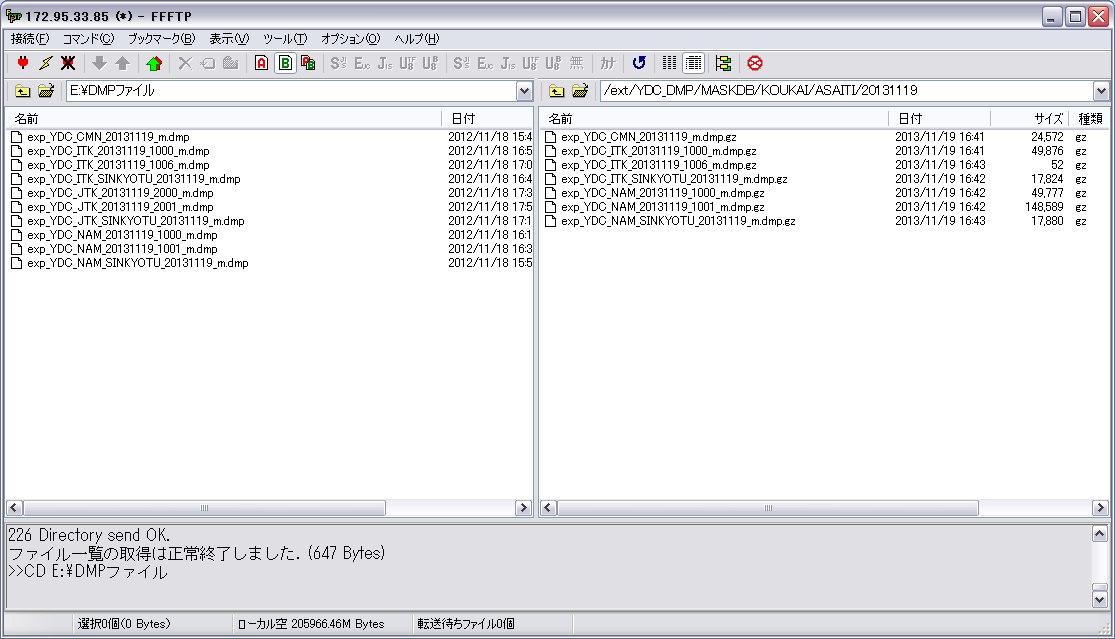 172.95.33.85 (*) - FFFTP
接続(F) コマンド(C) ブックマーク(B) 表示(V) ツール(T) オプション(O) ヘルプ(H)
E:¥DMPファイル
/ext/YDC_DMP/MASKDB/KOUKAI/ASAITI/20131119
名前 日付
exp_YDC_CMN_20131119_m.dmp 2012/11/18 15:4
exp_YDC_ITK_20131119_1000_m.dmp 2012/11/18 16:5
exp_YDC_ITK_20131119_1006_m.dmp 2012/11/18 17:0
exp_YDC_ITK_SINKYOTU_20131119_m.dmp 2012/11/18 16:4
exp_YDC_JTK_20131119_2000_m.dmp 2012/11/18 17:3
exp_YDC_JTK_20131119_2001_m.dmp 2012/11/18 17:5
exp_YDC_JTK_SINKYOTU_20131119_m.dmp 2012/11/18 17:1
exp_YDC_NAM_20131119_1000_m.dmp 2012/11/18 16:1
exp_YDC_NAM_20131119_1001_m.dmp 2012/11/18 16:3
exp_YDC_NAM_SINKYOTU_20131119_m.dmp 2012/11/18 15:5
名前 日付 サイズ 種類
exp_YDC_CMN_20131119_m.dmp.gz 2013/11/19 16:41 24,572 gz
exp_YDC_ITK_20131119_1000_m.dmp.gz 2013/11/19 16:41 49,876 gz
exp_YDC_ITK_20131119_1006_m.dmp.gz 2013/11/19 16:43 52 gz
exp_YDC_ITK_SINKYOTU_20131119_m.dmp.gz 2013/11/19 16:42 17,824 gz
exp_YDC_NAM_20131119_1000_m.dmp.gz 2013/11/19 16:42 49,777 gz
exp_YDC_NAM_20131119_1001_m.dmp.gz 2013/11/19 16:42 148,589 gz
exp_YDC_NAM_SINKYOTU_20131119_m.dmp.gz 2013/11/19 16:43 17,880 gz
226 Directory send OK.
ファイル一覧の取得は正常終了しました. (647 Bytes)
>>CD E:¥DMPファイル
選択0個(0 Bytes) ローカル空 205966.46M Bytes 転送待ちファイル0個